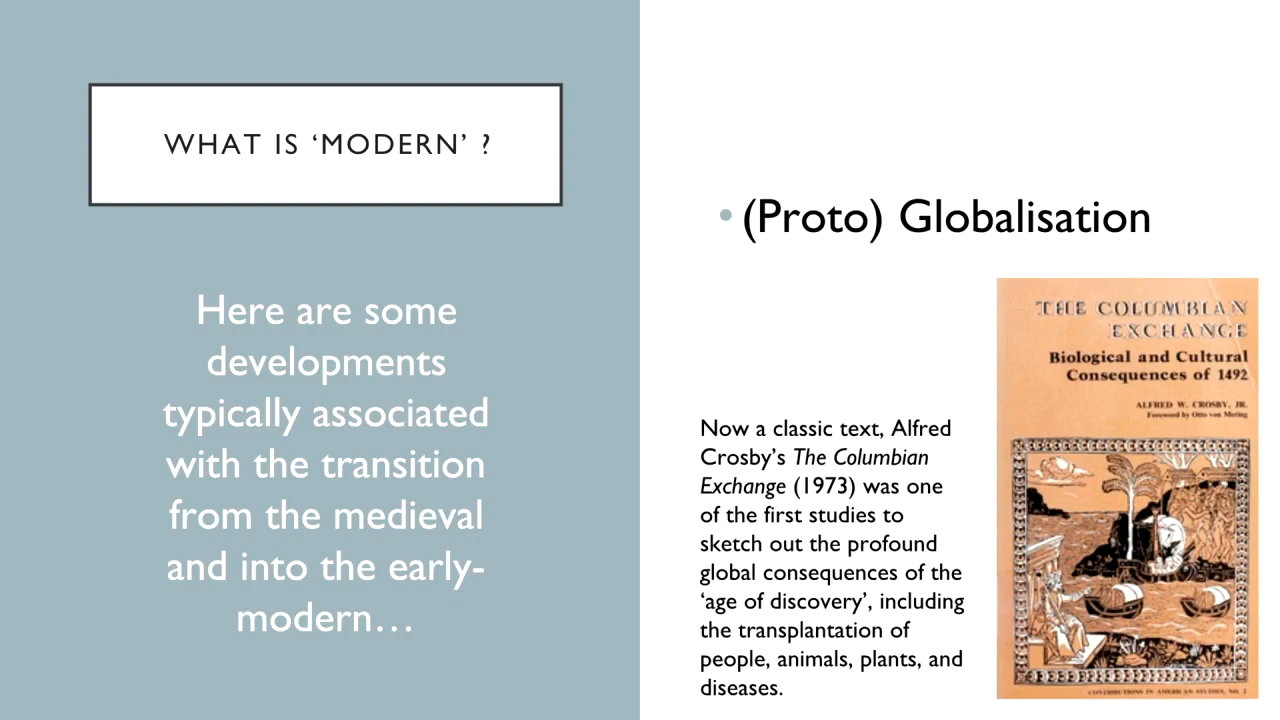 WHAT IS ‘MODERN’ ?
Here are some
developments
typically associated
with the transition
from the medieval
and into the early-
modern…
• (Proto) Globalisation
Now a classic text, Alfred
Crosby’s The Columbian
Exchange (1973) was one
of the first studies to
sketch out the profound
global consequences of the
‘age of discovery’, including
the transplantation of
people, animals, plants, and
diseases.
THE COLUMBIAN
EXCHANGE
Biological and Cultural
Consequences of 1492
ALFRED W. CROSBY, JR.
Foreword by Otto von Mering
CONTRIBUTIONS IN AMERICAN STUDIES, NO. 2